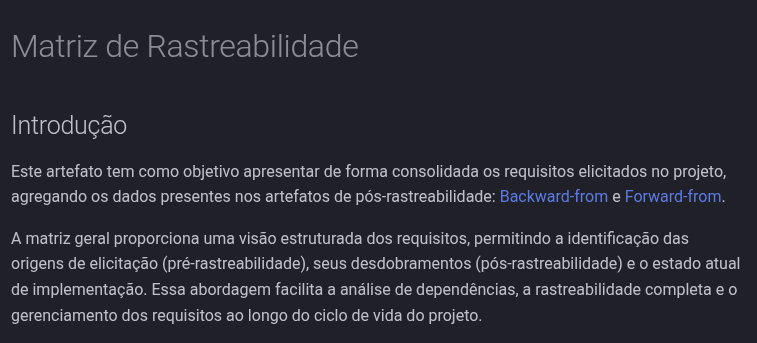 Matriz de Rastreabilidade
Introdução
Este artefato tem como objetivo apresentar de forma consolidada os requisitos elicitados no projeto,
agregando os dados presentes nos artefatos de pós-rastreabilidade: Backward-from e Forward-from.
A matriz geral proporciona uma visão estruturada dos requisitos, permitindo a identificação das
origens de elicitação (pré-rastreabilidade), seus desdobramentos (pós-rastreabilidade) e o estado atual
de implementação. Essa abordagem facilita a análise de dependências, a rastreabilidade completa e o
gerenciamento dos requisitos ao longo do ciclo de vida do projeto.